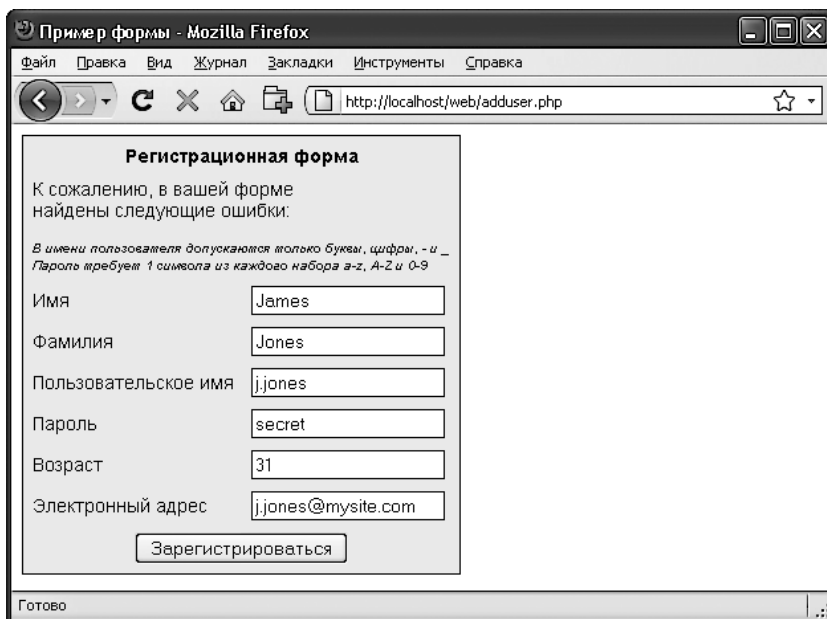 Пример формы - Mozilla Firefox
Файл Правка Вид Журнал Закладки Инструменты Справка
http://localhost/web/adduser.php
Регистрационная форма
К сожалению, в вашей форме
найдены следующие ошибки:
В имени пользователя допускаются только буквы, цифры, - и _
Пароль требует 1 символа из каждого набора a-z, A-Z и 0-9
Имя James
Фамилия Jones
Пользовательское имя j.jones
Пароль secret
Возраст 31
Электронный адрес j.jones@mysite.com
Зарегистрироваться
Готово